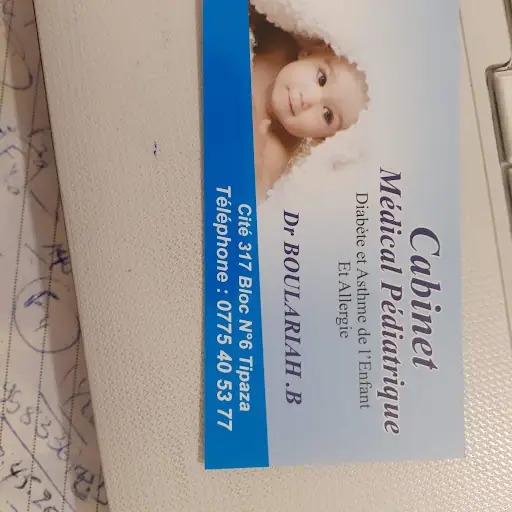 Cabinet
Médical Pédiatrique
Diabète et Asthme de l'Enfant
Et Allergie
Dr BOULARIAH .B
Cité 317 Bloc N°6 Tipaza
Téléphone : 0775 40 53 77